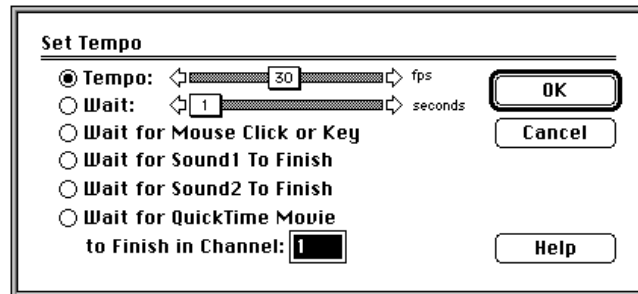 Set Tempo
Tempo: 30 fps
Wait: 1 seconds
Wait for Mouse Click or Key
Wait for Sound1 To Finish
Wait for Sound2 To Finish
Wait for QuickTime Movie
to Finish in Channel: 1
OK
Cancel
Help